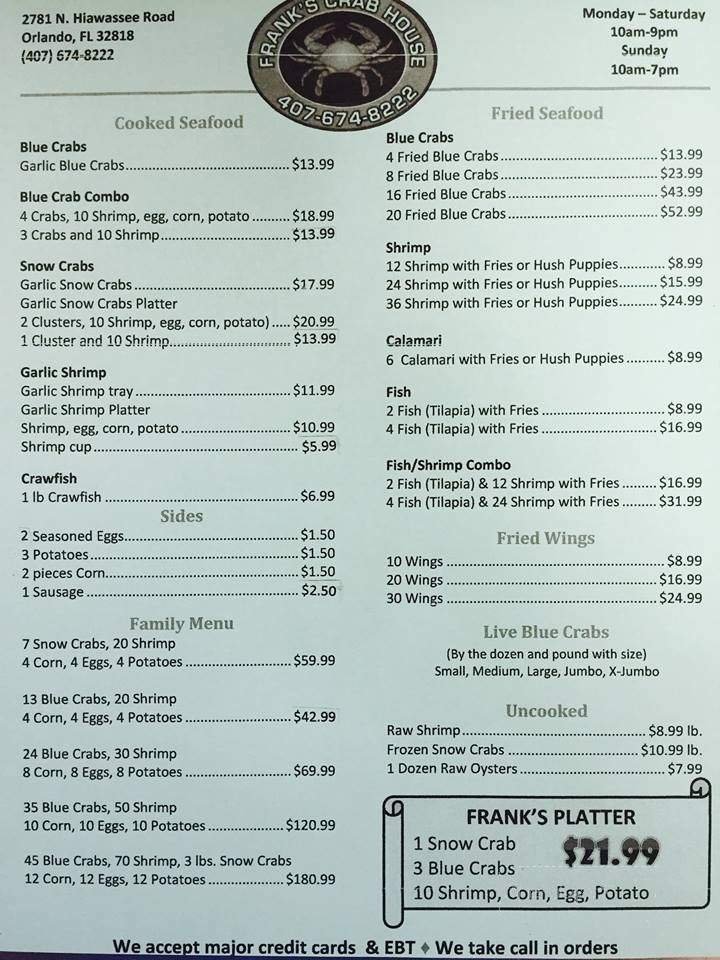 2781 N. Hiawassee Road
Orlando, FL 32818
(407) 674-8222
FRANK'S CRAB HOUSE
407-674-8222
Monday – Saturday
10am-9pm
Sunday
10am-7pm
Cooked Seafood
Blue Crabs
Garlic Blue Crabs $13.99
Blue Crab Combo
4 Crabs, 10 Shrimp, egg, corn, potato $18.99
3 Crabs and 10 Shrimp $13.99
Snow Crabs
Garlic Snow Crabs $17.99
Garlic Snow Crabs Platter
2 Clusters, 10 Shrimp, egg, corn, potato) $20.99
1 Cluster and 10 Shrimp $13.99
Garlic Shrimp
Garlic Shrimp tray $11.99
Garlic Shrimp Platter
Shrimp, egg, corn, potato $10.99
Shrimp cup $5.99
Crawfish
1 lb Crawfish $6.99
Sides
2 Seasoned Eggs $1.50
3 Potatoes $1.50
2 pieces Corn $1.50
1 Sausage $2.50
Family Menu
7 Snow Crabs, 20 Shrimp
4 Corn, 4 Eggs, 4 Potatoes $59.99
13 Blue Crabs, 20 Shrimp
4 Corn, 4 Eggs, 4 Potatoes $42.99
24 Blue Crabs, 30 Shrimp
8 Corn, 8 Eggs, 8 Potatoes $69.99
35 Blue Crabs, 50 Shrimp
10 Corn, 10 Eggs, 10 Potatoes $120.99
45 Blue Crabs, 70 Shrimp, 3 lbs. Snow Crabs
12 Corn, 12 Eggs, 12 Potatoes $180.99
Fried Seafood
Blue Crabs
4 Fried Blue Crabs $13.99
8 Fried Blue Crabs $23.99
16 Fried Blue Crabs $43.99
20 Fried Blue Crabs $52.99
Shrimp
12 Shrimp with Fries or Hush Puppies $8.99
24 Shrimp with Fries or Hush Puppies $15.99
36 Shrimp with Fries or Hush Puppies $24.99
Calamari
6 Calamari with Fries or Hush Puppies $8.99
Fish
2 Fish (Tilapia) with Fries $8.99
4 Fish (Tilapia) with Fries $16.99
Fish/Shrimp Combo
2 Fish (Tilapia) & 12 Shrimp with Fries $16.99
4 Fish (Tilapia) & 24 Shrimp with Fries $31.99
Fried Wings
10 Wings $8.99
20 Wings $16.99
30 Wings $24.99
Live Blue Crabs
(By the dozen and pound with size)
Small, Medium, Large, Jumbo, X-Jumbo
Uncooked
Raw Shrimp $8.99 lb.
Frozen Snow Crabs $10.99 lb.
1 Dozen Raw Oysters $7.99
FRANK'S PLATTER
1 Snow Crab
3 Blue Crabs
$21.99
10 Shrimp, Corn, Egg, Potato
We accept major credit cards & EBT ♦ We take call in orders